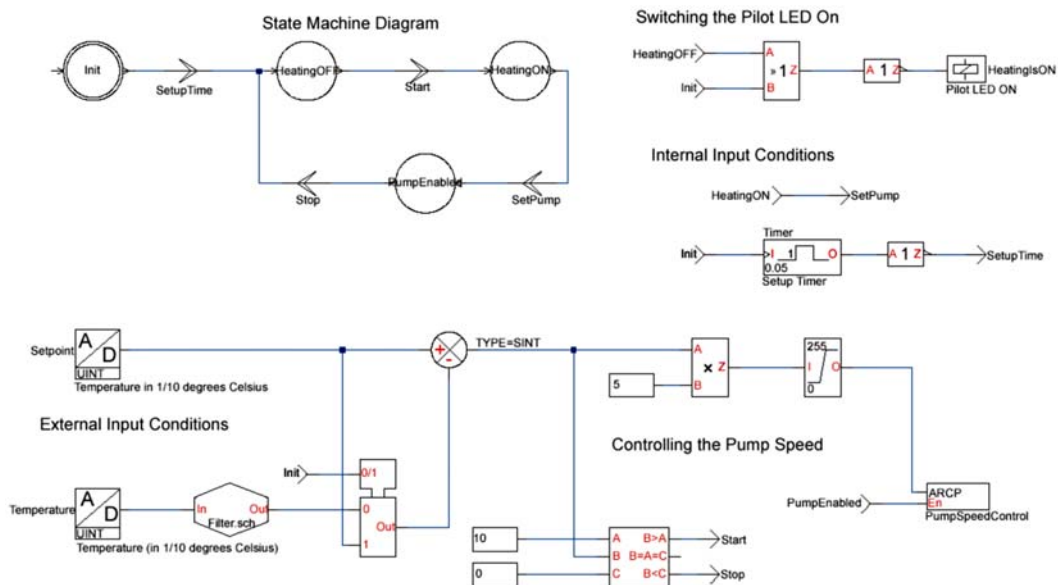 State Machine Diagram
Switching the Pilot LED On
Init
SetupTime
HeatingOFF
Start
HeatingON
HeatingOFF
A
» 1 Z
Init
B
A 1 Z
HeatingIsON
Pilot LED ON
PumpEnabled
Stop
SetPump
Internal Input Conditions
HeatingON
SetPump
Timer
Init
I 1 O
0.05
Setup Timer
A 1 Z
SetupTime
Setpoint
A
D
UINT
Temperature in 1/10 degrees Celsius
+
-
TYPE=SINT
A
× Z
5
B
255
I O
0
External Input Conditions
Controlling the Pump Speed
Init
0/1
Temperature
A
D
UINT
Temperature (in 1/10 degrees Celsius)
In Out
Filter.sch
0
Out
1
PumpEnabled
ARCP
En
PumpSpeedControl
10
A B>A
Start
B B=A=C
0
C B<C
Stop